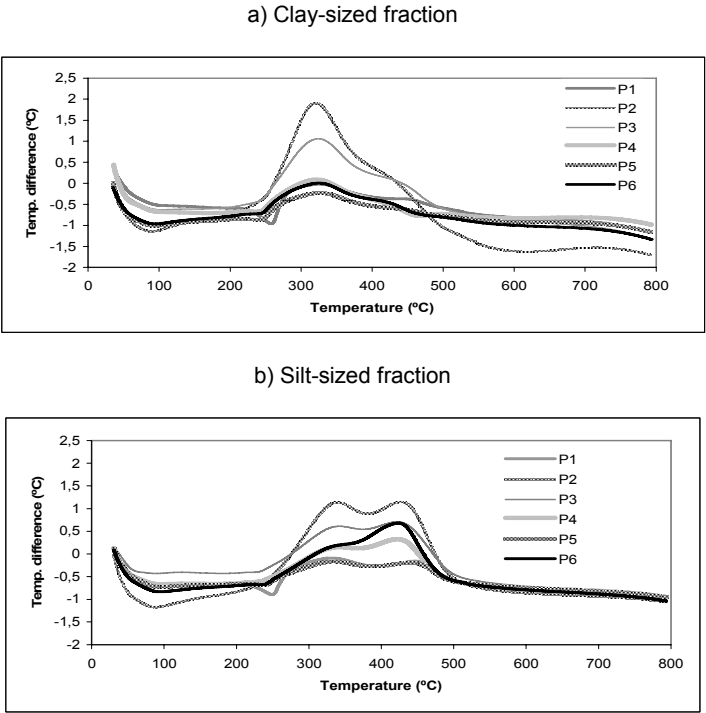 a) Clay-sized fraction
2,5
2
1,5
1
0,5
0
-0,5
-1
-1,5
-2
Temp. difference (ºC)
P1
P2
P3
P4
P5
P6
0 100 200 300 400 500 600 700 800
Temperature (ºC)
b) Silt-sized fraction
2,5
2
1,5
1
0,5
0
-0,5
-1
-1,5
-2
Temp. difference (ºC)
P1
P2
P3
P4
P5
P6
0 100 200 300 400 500 600 700 800
Temperature (ºC)